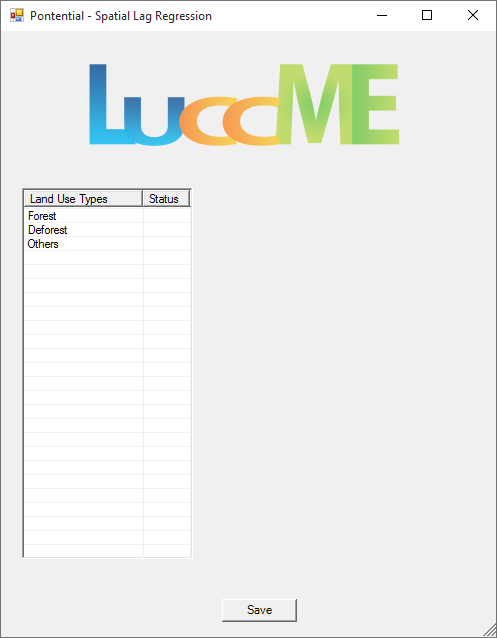 Pontential - Spatial Lag Regression
LuccME
Land Use Types Status
Forest
Deforest
Others
Save